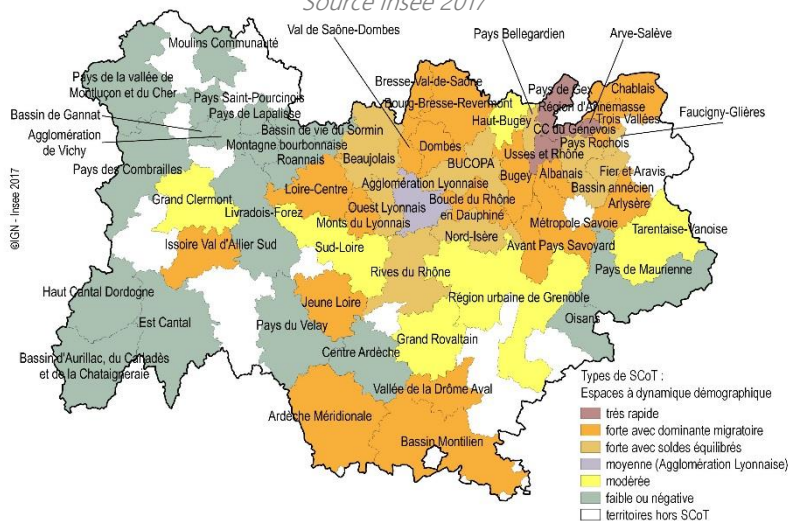 Source Insee 2017
Val de Saône-Dombes
Pays Bellegardien
Arve-Salève
Moulins Communauté
Pays de la vallée de
Montluçon et du Cher
Bresse-Val-de-Saône
Pays de Gex
Chablais
Bassin de Gannat
Pays Saint-Pourcinois
Bourg-Bresse-Revermont
Région d'Annemasse
Pays de Lapalisse
Haut-Bugey
Trois Vallées
Faucigny-Glières
Agglomération
de Vichy
Bassin de vie du Sornin
CC du Genevois
Montagne bourbonnaise
Dombes
Pays Rochois
Roannais
Beaujolais
BUCOPA
Usses et Rhône
Pays des Combrailles
Bugey
Albanais
Fier et Aravis
Agglomération Lyonnaise
Bassin annécien
Grand Clermont
Loire-Centre
Ouest Lyonnais
Boucle du Rhône
en Dauphiné
Arlysère
Livradois-Forez
Monts du Lyonnais
Métropole Savoie
Tarentaise-Vanoise
Issoire Val d'Allier Sud
Sud-Loire
Nord-Isère
Avant Pays Savoyard
Rives du Rhône
Pays de Maurienne
Haut Cantal Dordogne
Jeune Loire
Région urbaine de Grenoble
Est Cantal
Pays du Velay
Oisans
Grand Rovaltain
Bassin d'Aurillac, du Carladès
et de la Chataigneraie
Centre Ardèche
Vallée de la Drôme Aval
Ardèche Méridionale
Bassin Montilien
©IGN - Insee 2017
Types de SCoT :
Espaces à dynamique démographique
très rapide
forte avec dominante migratoire
forte avec soldes équilibrés
moyenne (Agglomération Lyonnaise)
modérée
faible ou négative
territoires hors SCoT